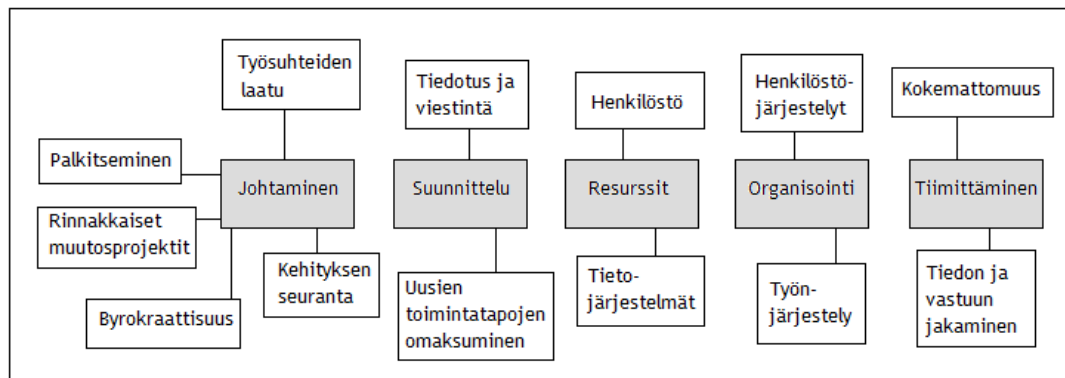 Työsuhteiden
laatu
Tiedotus ja
viestintä
Henkilöstö
Henkilöstö-
järjestelyt
Kokemattomuus
Palkitseminen
Johtaminen
Suunnittelu
Resurssit
Organisointi
Tiimittäminen
Rinnakkaiset
muutosprojektit
Kehityksen
seuranta
Byrokraattisuus
Uusien
toimintatapojen
omaksuminen
Tieto-
järjestelmät
Työn-
järjestely
Tiedon ja
vastuun
jakaminen